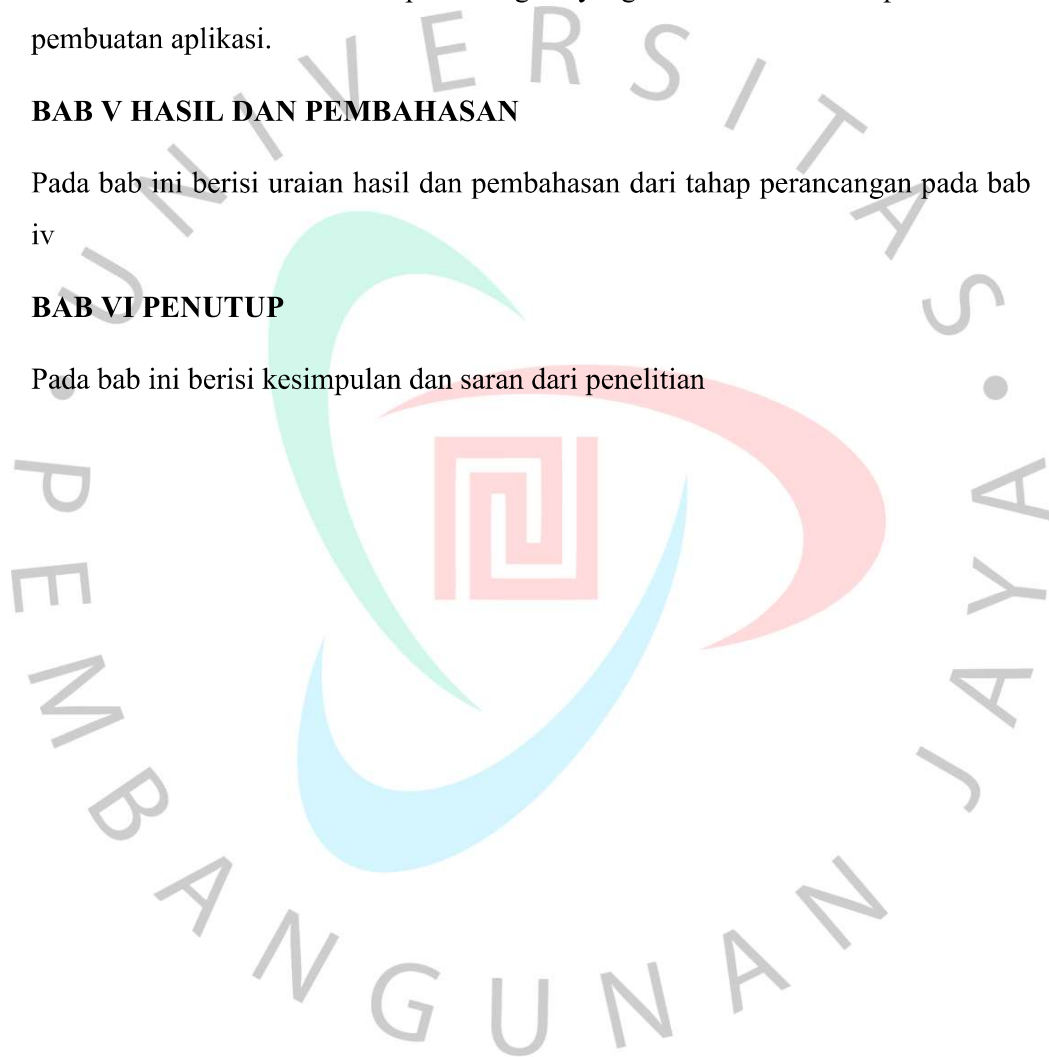 pembuatan aplikasi.
BAB V HASIL DAN PEMBAHASAN
Pada bab ini berisi uraian hasil dan pembahasan dari tahap perancangan pada bab
iv
BAB VI PENUTUP
Pada bab ini berisi kesimpulan dan saran dari penelitian
UNIVERSITAS
PEMBANGUNAN JAYA